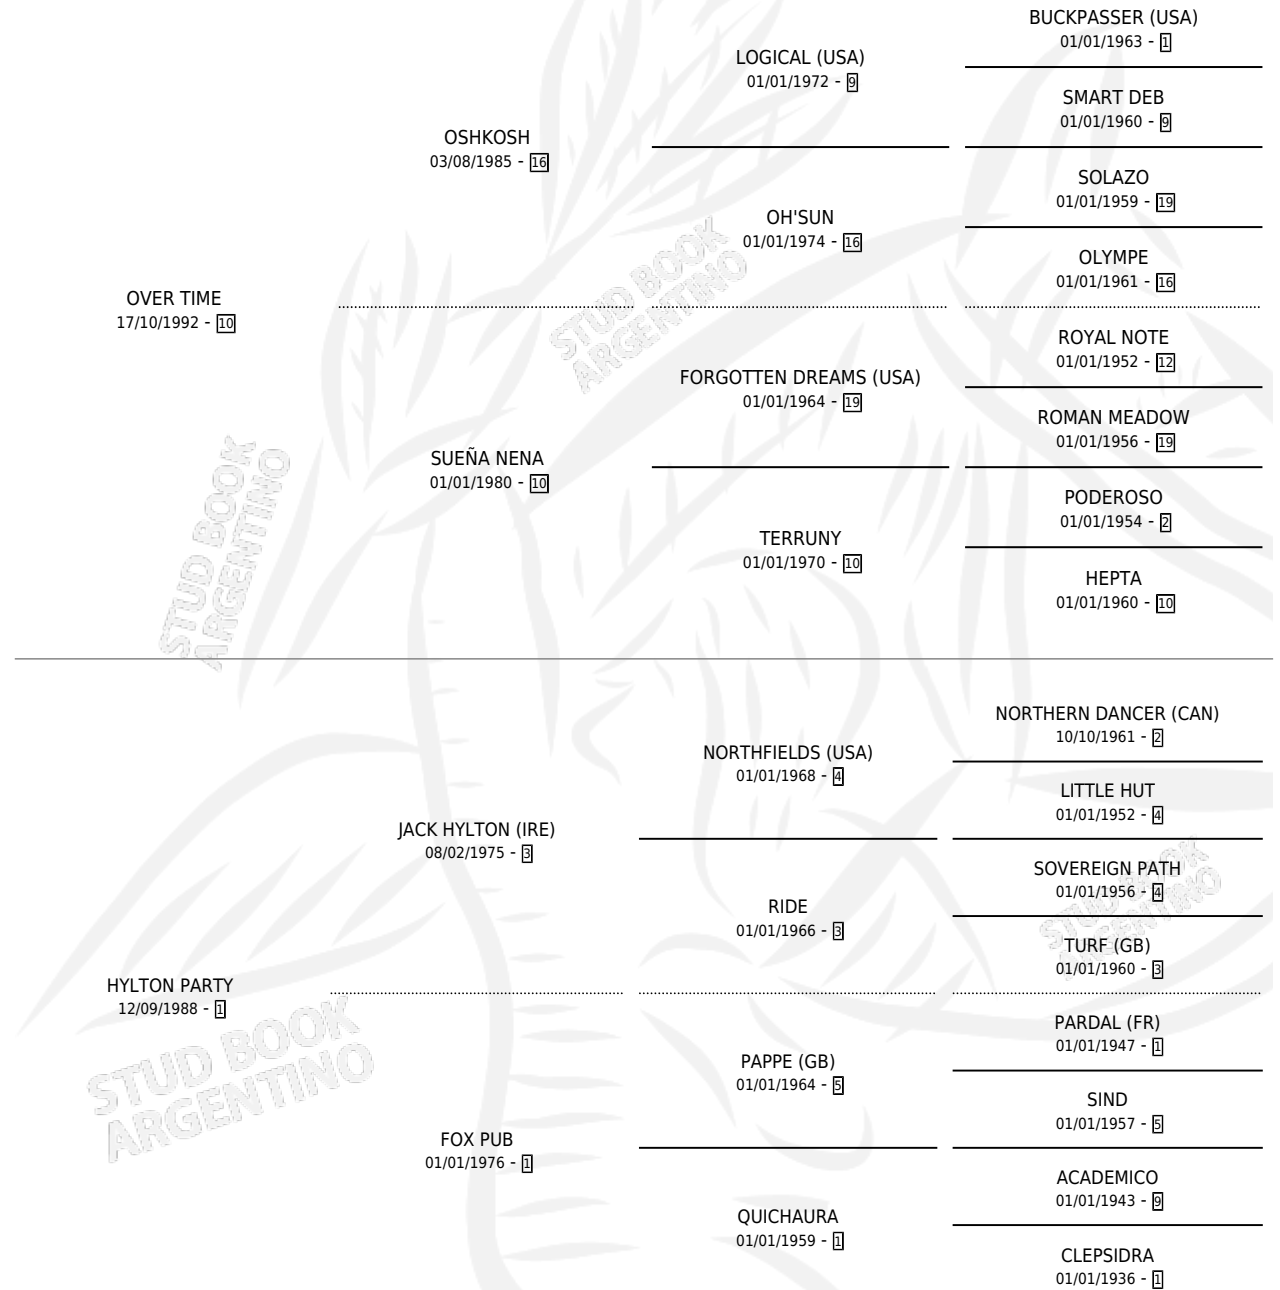 BUCKPASSER (USA)
01/01/1963 - 1
LOGICAL (USA)
01/01/1972 - 9
SMART DEB
01/01/1960 - 9
OSHKOSH
03/08/1985 - 16
SOLAZO
01/01/1959 - 19
OH'SUN
01/01/1974 - 16
OLYMPE
01/01/1961 - 16
OVER TIME
17/10/1992 - 10
ROYAL NOTE
01/01/1952 - 12
FORGOTTEN DREAMS (USA)
01/01/1964 - 19
ROMAN MEADOW
01/01/1956 - 19
SUEÑA NENA
01/01/1980 - 10
PODEROSO
01/01/1954 - 2
TERRUNY
01/01/1970 - 10
HEPTA
01/01/1960 - 10
NORTHERN DANCER (CAN)
10/10/1961 - 2
NORTHFIELDS (USA)
01/01/1968 - 4
LITTLE HUT
01/01/1952 - 4
JACK HYLTON (IRE)
08/02/1975 - 3
SOVEREIGN PATH
01/01/1956 - 4
RIDE
01/01/1966 - 3
TURF (GB)
01/01/1960 - 3
HYLTON PARTY
12/09/1988 - 1
PARDAL (FR)
01/01/1947 - 1
PAPPE (GB)
01/01/1964 - 5
SIND
01/01/1957 - 5
FOX PUB
01/01/1976 - 1
ACADEMICO
01/01/1943 - 9
QUICHAURA
01/01/1959 - 1
CLEPSIDRA
01/01/1936 - 1
STUD BOOK
ARGENTINO
STUD BOOK
ARGENTINO
STUD BOOK
ARGENTINO
STUD BOOK
ARGENTINO